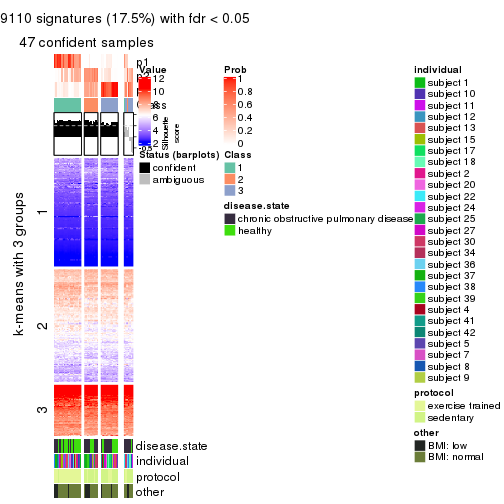 9110 signatures (17.5%) with fdr < 0.05
47 confident samples
k-means with 3 groups
1
2
3
disease.state
individual
protocol
other
Value
12
10
8
6
4
2
Silhouette
score
Status (barplots)
confident
ambiguous
Prob
1
0.8
0.6
0.4
0.2
0
Class
1
2
3
disease.state
chronic obstructive pulmonary disease
healthy
individual
subject 1
subject 10
subject 11
subject 12
subject 13
subject 15
subject 17
subject 18
subject 2
subject 20
subject 22
subject 24
subject 25
subject 27
subject 30
subject 34
subject 36
subject 37
subject 38
subject 39
subject 4
subject 41
subject 42
subject 5
subject 7
subject 8
subject 9
protocol
exercise trained
sedentary
other
BMI: low
BMI: normal